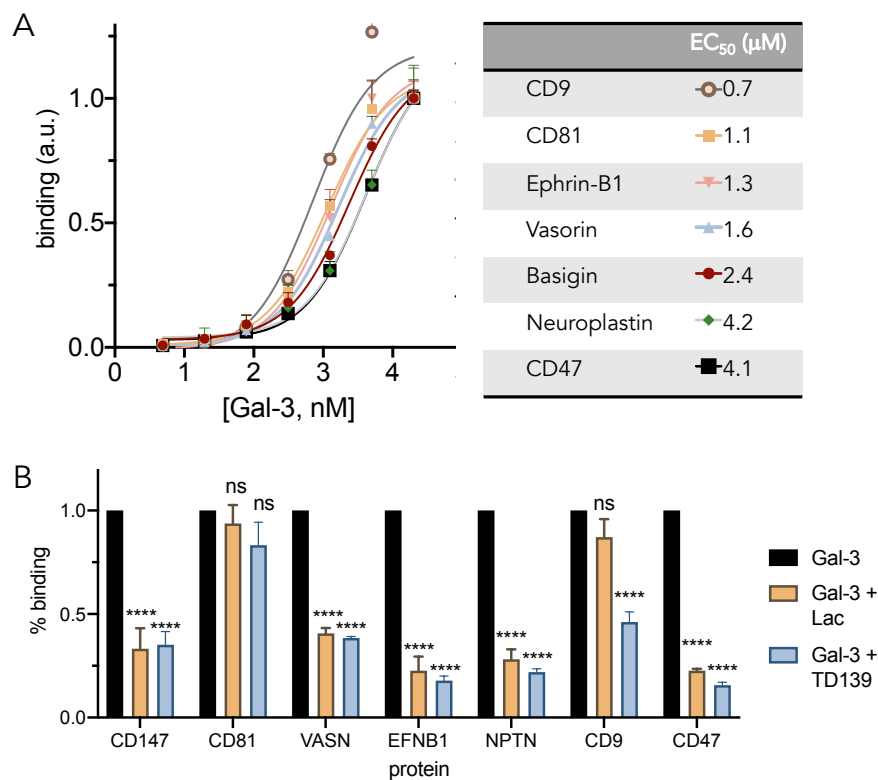 A
binding (a.u.)
1.0
0.5
0.0
0 1 2 3 4
[Gal-3, nM]
EC50 (μM)
CD9 0.7
CD81 1.1
Ephrin-B1 1.3
Vasorin 1.6
Basigin 2.4
Neuroplastin 4.2
CD47 4.1
B
% binding
1.0
0.5
0.0
**** ****
ns ns
**** ****
**** ****
**** ****
ns ****
**** ****
CD147 CD81 VASN EFNB1 NPTN CD9 CD47
protein
Gal-3
Gal-3 +
Lac
Gal-3 +
TD139